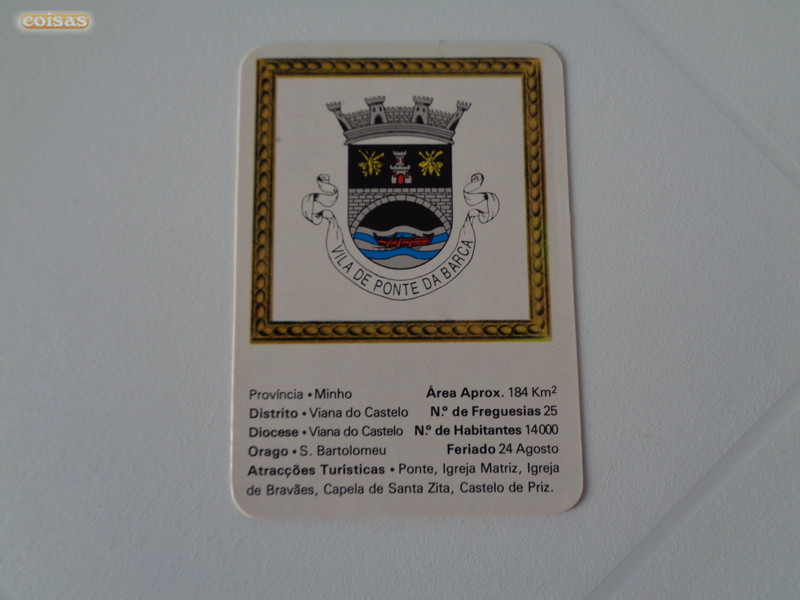 coisas
VILA DE PONTE DA BARCA
Província • Minho Área Aprox. 184 Km²
Distrito • Viana do Castelo N.º de Freguesias 25
Diocese • Viana do Castelo N.º de Habitantes 14000
Orago • S. Bartolomeu Feriado 24 Agosto
Atracções Turísticas • Ponte, Igreja Matriz, Igreja
de Bravães, Capela de Santa Zita, Castelo de Priz.